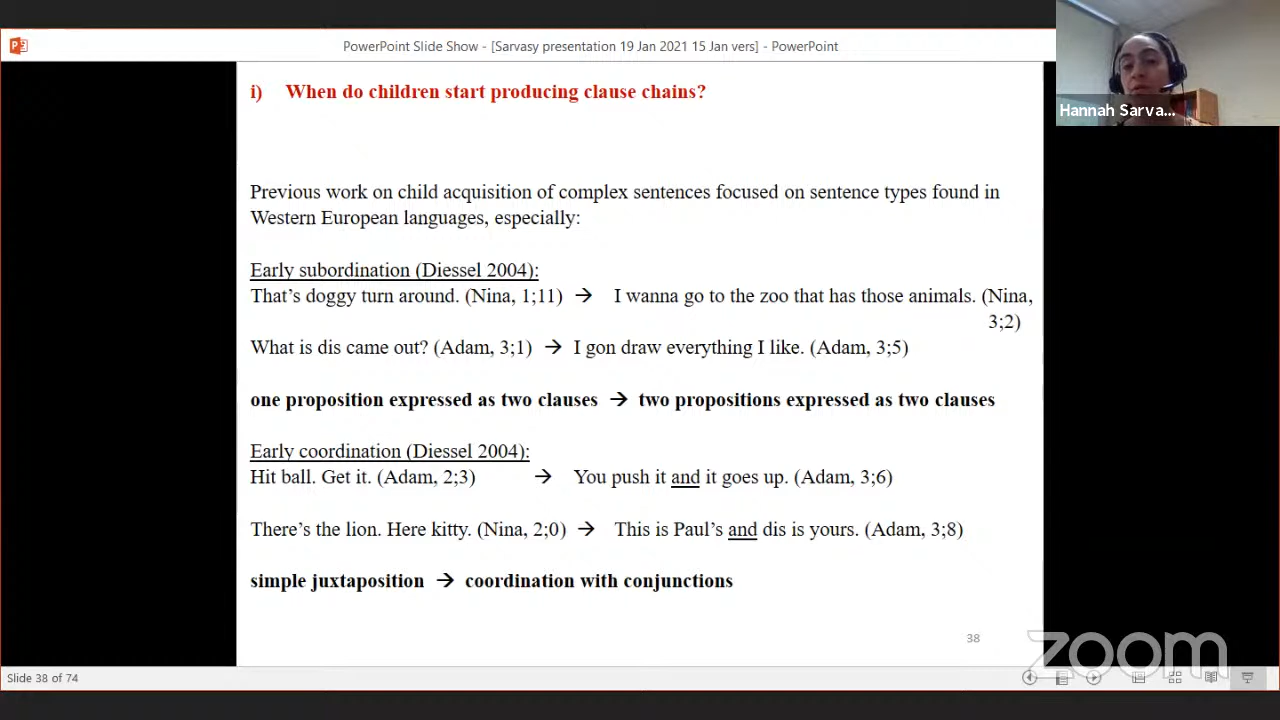 PowerPoint Slide Show - [Sarvasy presentation 19 Jan 2021 15 Jan vers] - PowerPoint
Hannah Sarva...
i) When do children start producing clause chains?
Previous work on child acquisition of complex sentences focused on sentence types found in
Western European languages, especially:
Early subordination (Diessel 2004):
That's doggy turn around. (Nina, 1;11) → I wanna go to the zoo that has those animals. (Nina,
3;2)
What is dis came out? (Adam, 3;1) → I gon draw everything I like. (Adam, 3;5)
one proposition expressed as two clauses → two propositions expressed as two clauses
Early coordination (Diessel 2004):
Hit ball. Get it. (Adam, 2;3) → You push it and it goes up. (Adam, 3;6)
There's the lion. Here kitty. (Nina, 2;0) → This is Paul's and dis is yours. (Adam, 3;8)
simple juxtaposition → coordination with conjunctions
38
zoom
Slide 38 of 74